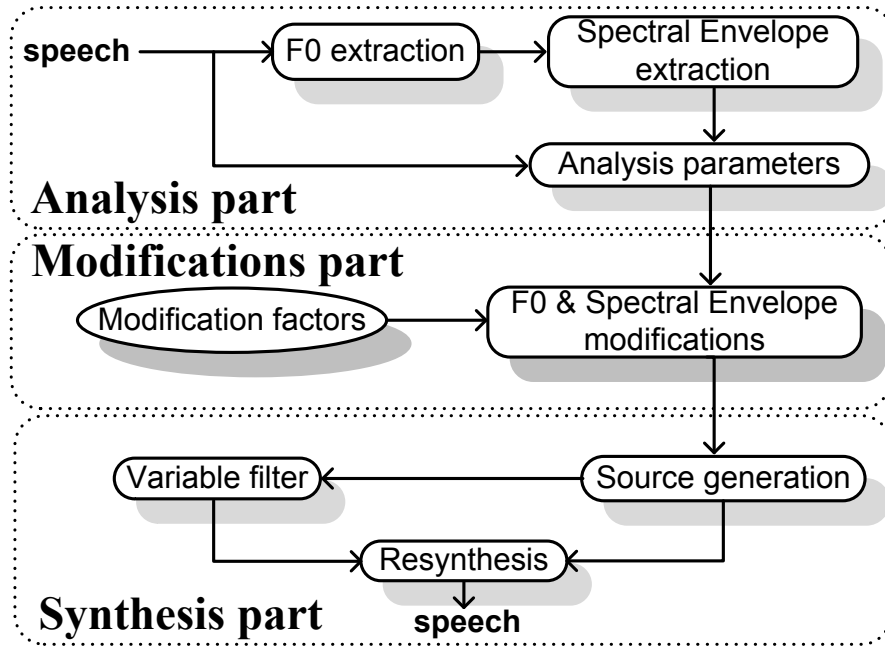 speech
F0 extraction
Spectral Envelope
extraction
Analysis parameters
Analysis part
Modifications part
Modification factors
F0 & Spectral Envelope
modifications
Variable filter
Source generation
Resynthesis
Synthesis part
speech